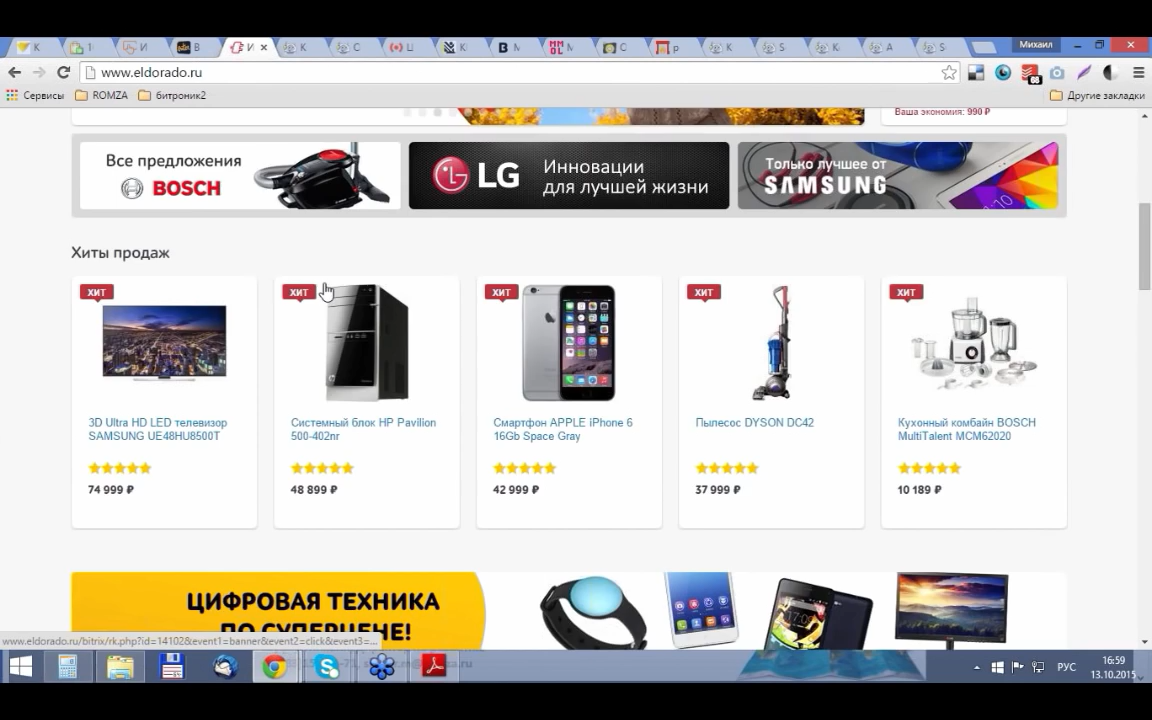 К
1
И
В
И
К
С
Ц
К
М
М
С
р
К
S
К
А
S
Михаил
www.eldorado.ru
66
Сервисы
ROMZA
битроник2
Другие закладки
Ваша экономия: 990 ₽
Все предложения
BOSCH
LG
Инновации
для лучшей жизни
Только лучшее от
SAMSUNG
Хиты продаж
ХИТ
3D Ultra HD LED телевизор
SAMSUNG UE48HU8500T
74 999 ₽
ХИТ
Системный блок HP Pavilion
500-402nr
48 899 ₽
ХИТ
Смартфон APPLE iPhone 6
16Gb Space Gray
42 999 ₽
ХИТ
Пылесос DYSON DC42
37 999 ₽
ХИТ
Кухонный комбайн BOSCH
MultiTalent MCM62020
10 189 ₽
ЦИФРОВАЯ ТЕХНИКА
ПО СУПЕРЦЕНЕ!
www.eldorado.ru/bitrix/rk.php?id=14102&event1=banner&event2=click&event3=...
РУС
16:59
13.10.2015